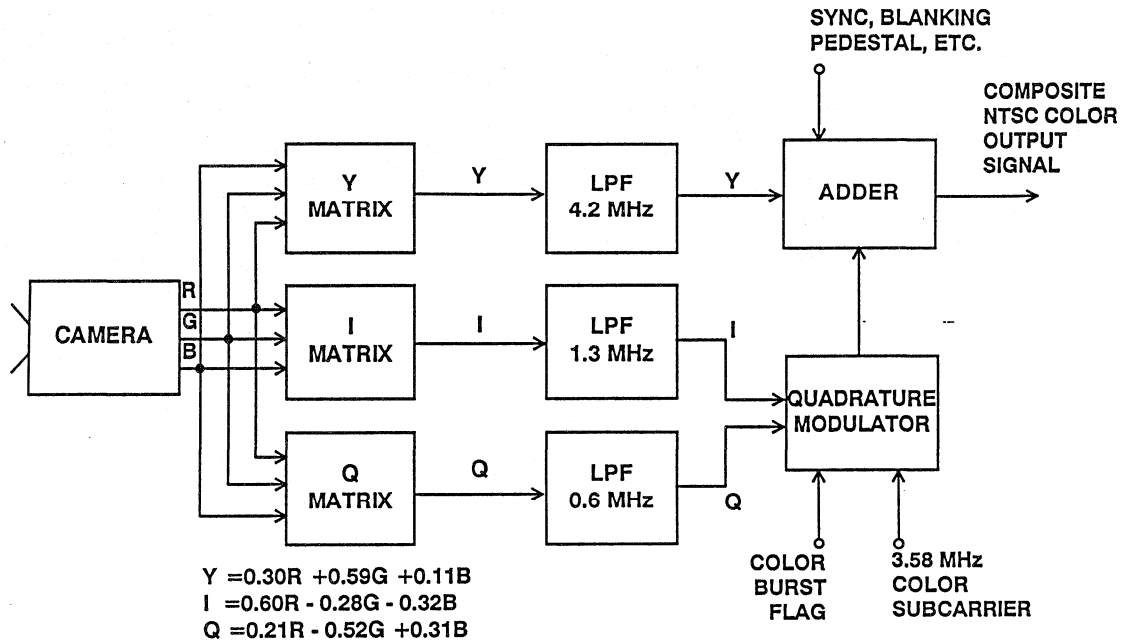 SYNC, BLANKING
PEDESTAL, ETC.
COMPOSITE
NTSC COLOR
OUTPUT
SIGNAL
Y
MATRIX
Y
LPF
4.2 MHz
Y
ADDER
CAMERA
R
G
B
I
MATRIX
I
LPF
1.3 MHz
I
QUADRATURE
MODULATOR
Q
MATRIX
Q
LPF
0.6 MHz
Q
COLOR
BURST
FLAG
3.58 MHz
COLOR
SUBCARRIER
Y =0.30R +0.59G +0.11B
I =0.60R - 0.28G - 0.32B
Q =0.21R - 0.52G +0.31B